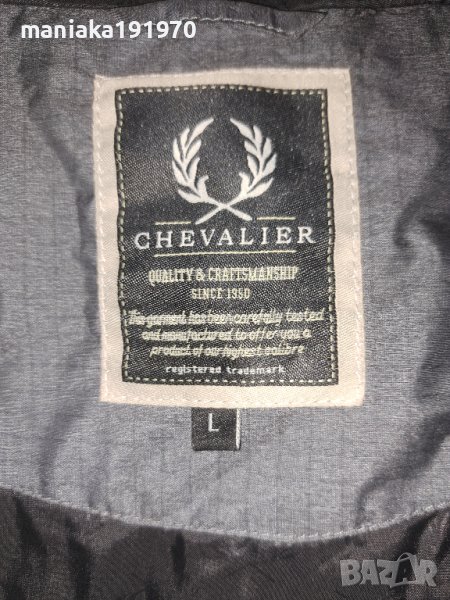 maniaka191970
CHEVALIER
QUALITY & CRAFTSMANSHIP
SINCE 1950
This garment has been carefully tested
and manufactured to offer you a
product of our highest calibre
registered trademark
L
BAZAR